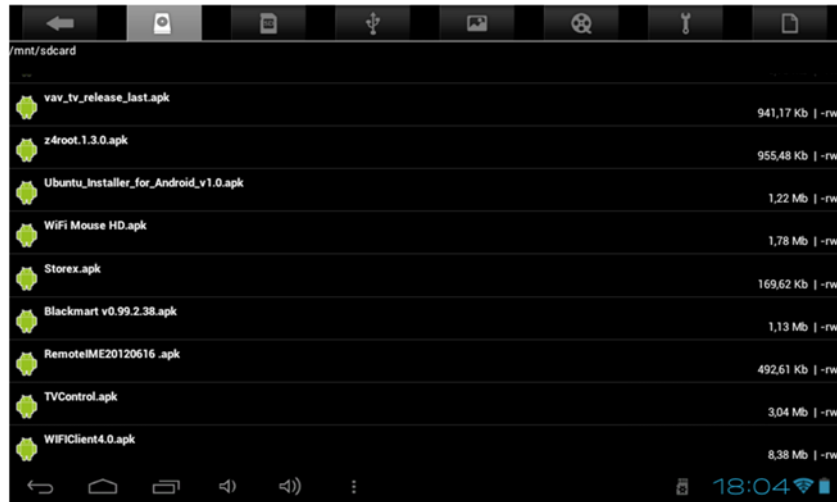 /mnt/sdcard
vav_tv_release_last.apk
941,17 Kb | -rw
z4root.1.3.0.apk
955,48 Kb | -rw
Ubuntu_Installer_for_Android_v1.0.apk
1,22 Mb | -rw
WiFi Mouse HD.apk
1,78 Mb | -rw
Storex.apk
169,62 Kb | -rw
Blackmart v0.99.2.38.apk
1,13 Mb | -rw
RemoteIME20120616 .apk
492,61 Kb | -rw
TVControl.apk
3,04 Mb | -rw
WIFIClient4.0.apk
8,38 Mb | -rw
18:04